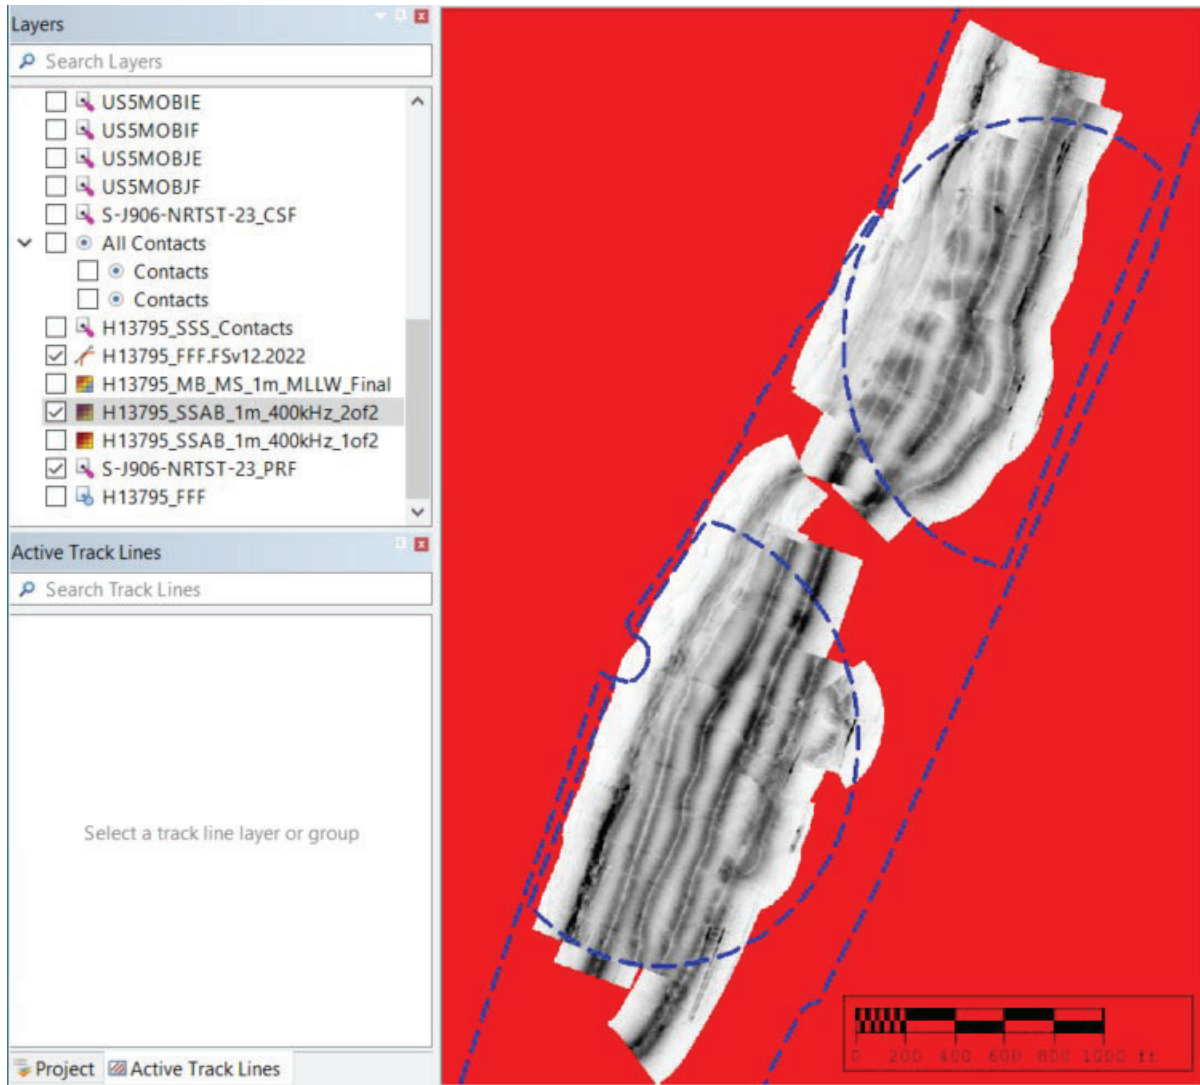 Layers
Search Layers
US5MOBIE
US5MOBIF
US5MOBJE
US5MOBJF
S-J906-NRTST-23_CSF
All Contacts
Contacts
Contacts
H13795_SSS_Contacts
H13795_FFF.FSv12.2022
H13795_MB_MS_1m_MLLW_Final
H13795_SSAB_1m_400kHz_2of2
H13795_SSAB_1m_400kHz_1of2
S-J906-NRTST-23_PRF
H13795_FFF
Active Track Lines
Search Track Lines
Select a track line layer or group
Project
Active Track Lines
0 200 400 600 800 1000 ft